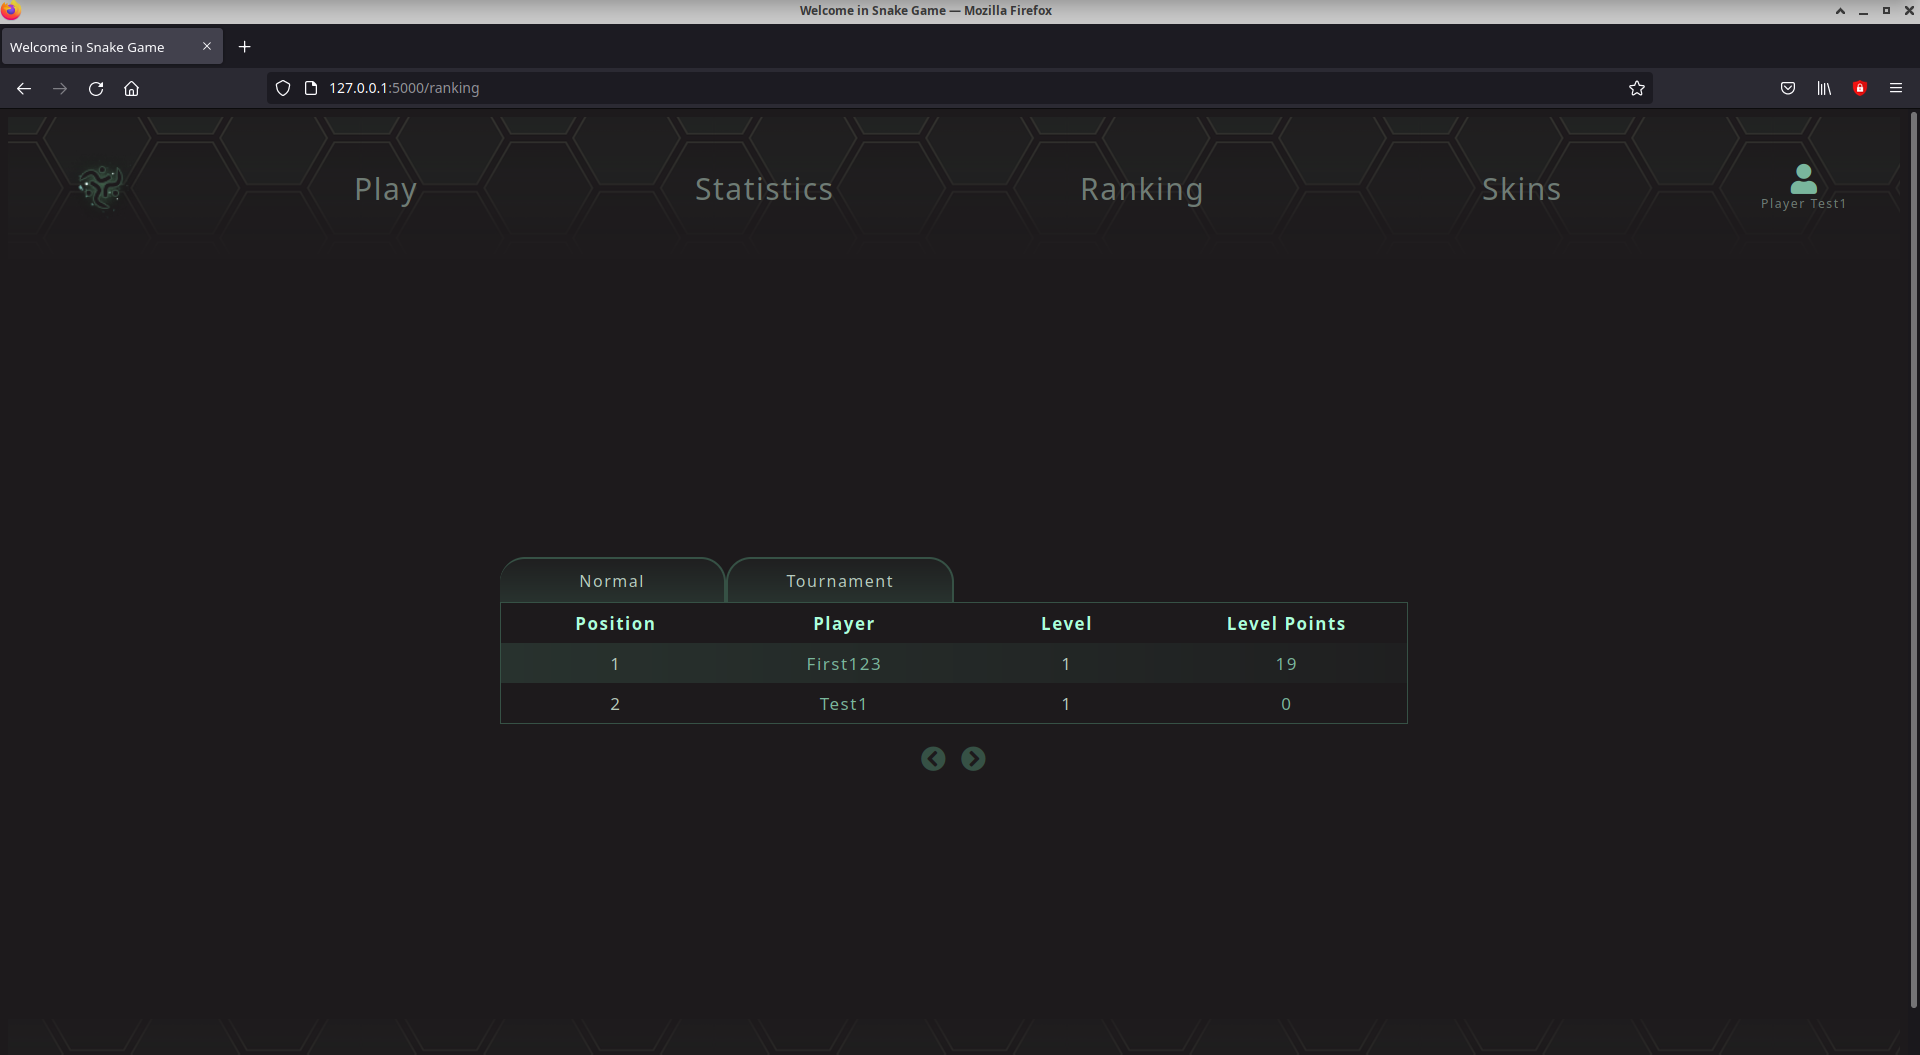 Welcome in Snake Game — Mozilla Firefox
Welcome in Snake Game
127.0.0.1:5000/ranking
Play Statistics Ranking Skins
Player Test1
Normal Tournament
Position Player Level Level Points
1 First123 1 19
2 Test1 1 0